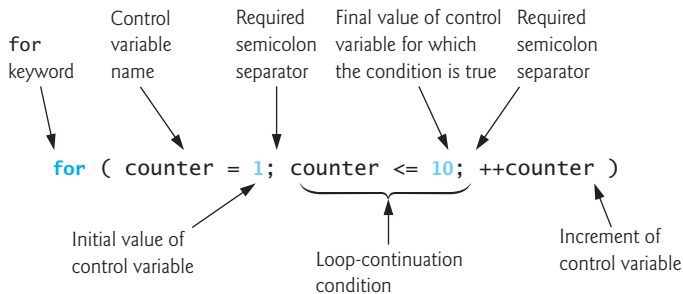 for
keyword
Control
variable
name
Required
semicolon
separator
Final value of control
variable for which
the condition is true
Required
semicolon
separator
for ( counter = 1; counter <= 10; ++counter )
Initial value of
control variable
Loop-continuation
condition
Increment of
control variable